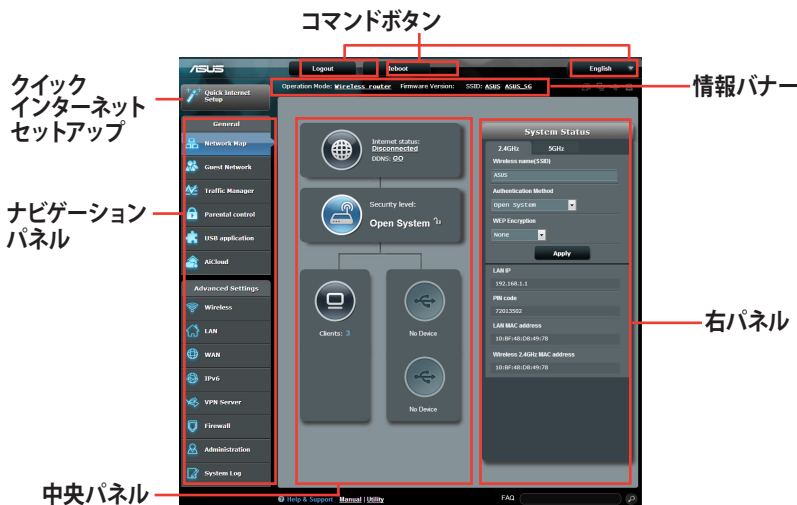 コマンドボタン
クイック
インターネット
セットアップ
ナビゲーション
パネル
中央パネル
情報バナー
右パネル
ASUS
Logout
Reboot
English
Quick Internet
Setup
Operation Mode: Wireless router Firmware Version: SSID: ASUS ASUS_5G
General
Network Map
Guest Network
Traffic Manager
Parental control
USB application
AiCloud
Advanced Settings
Wireless
LAN
WAN
IPv6
VPN Server
Firewall
Administration
System Log
Internet status:
Disconnected
DDNS: GO
Security level:
Open System
Clients: 3
No Device
No Device
System Status
2.4GHz 5GHz
Wireless name(SSID)
ASUS
Authentication Method
Open System
WEP Encryption
None
Apply
LAN IP
192.168.1.1
PIN code
72013502
LAN MAC address
10:BF:48:D8:49:78
Wireless 2.4GHz MAC address
10:BF:48:D8:49:78
Help & Support Manual | Utility
FAQ